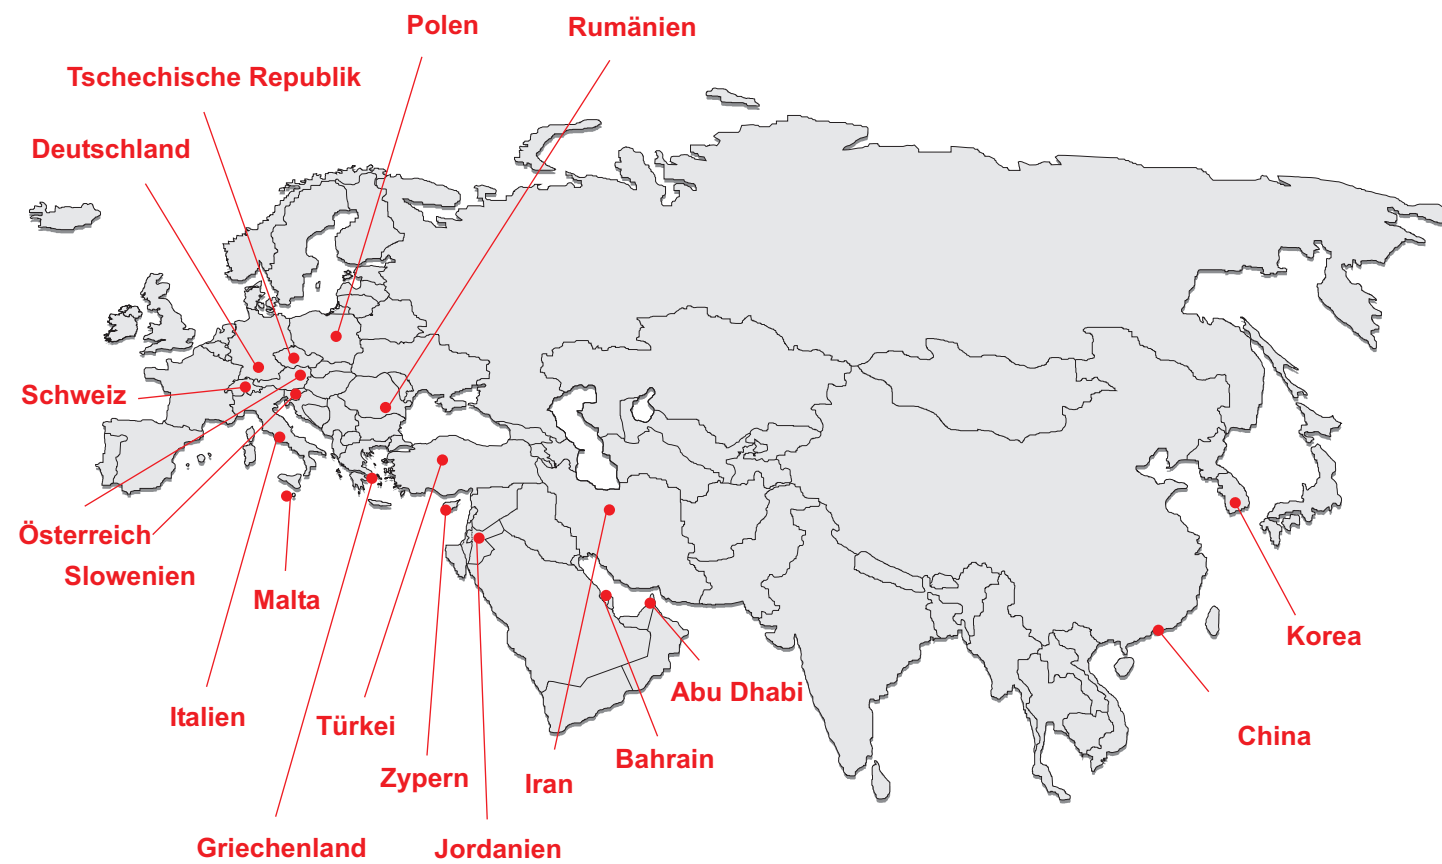 Polen
Rumänien
Tschechische Republik
Deutschland
Schweiz
Österreich
Slowenien
Malta
Korea
Abu Dhabi
Italien
Türkei
China
Bahrain
Zypern
Iran
Griechenland
Jordanien